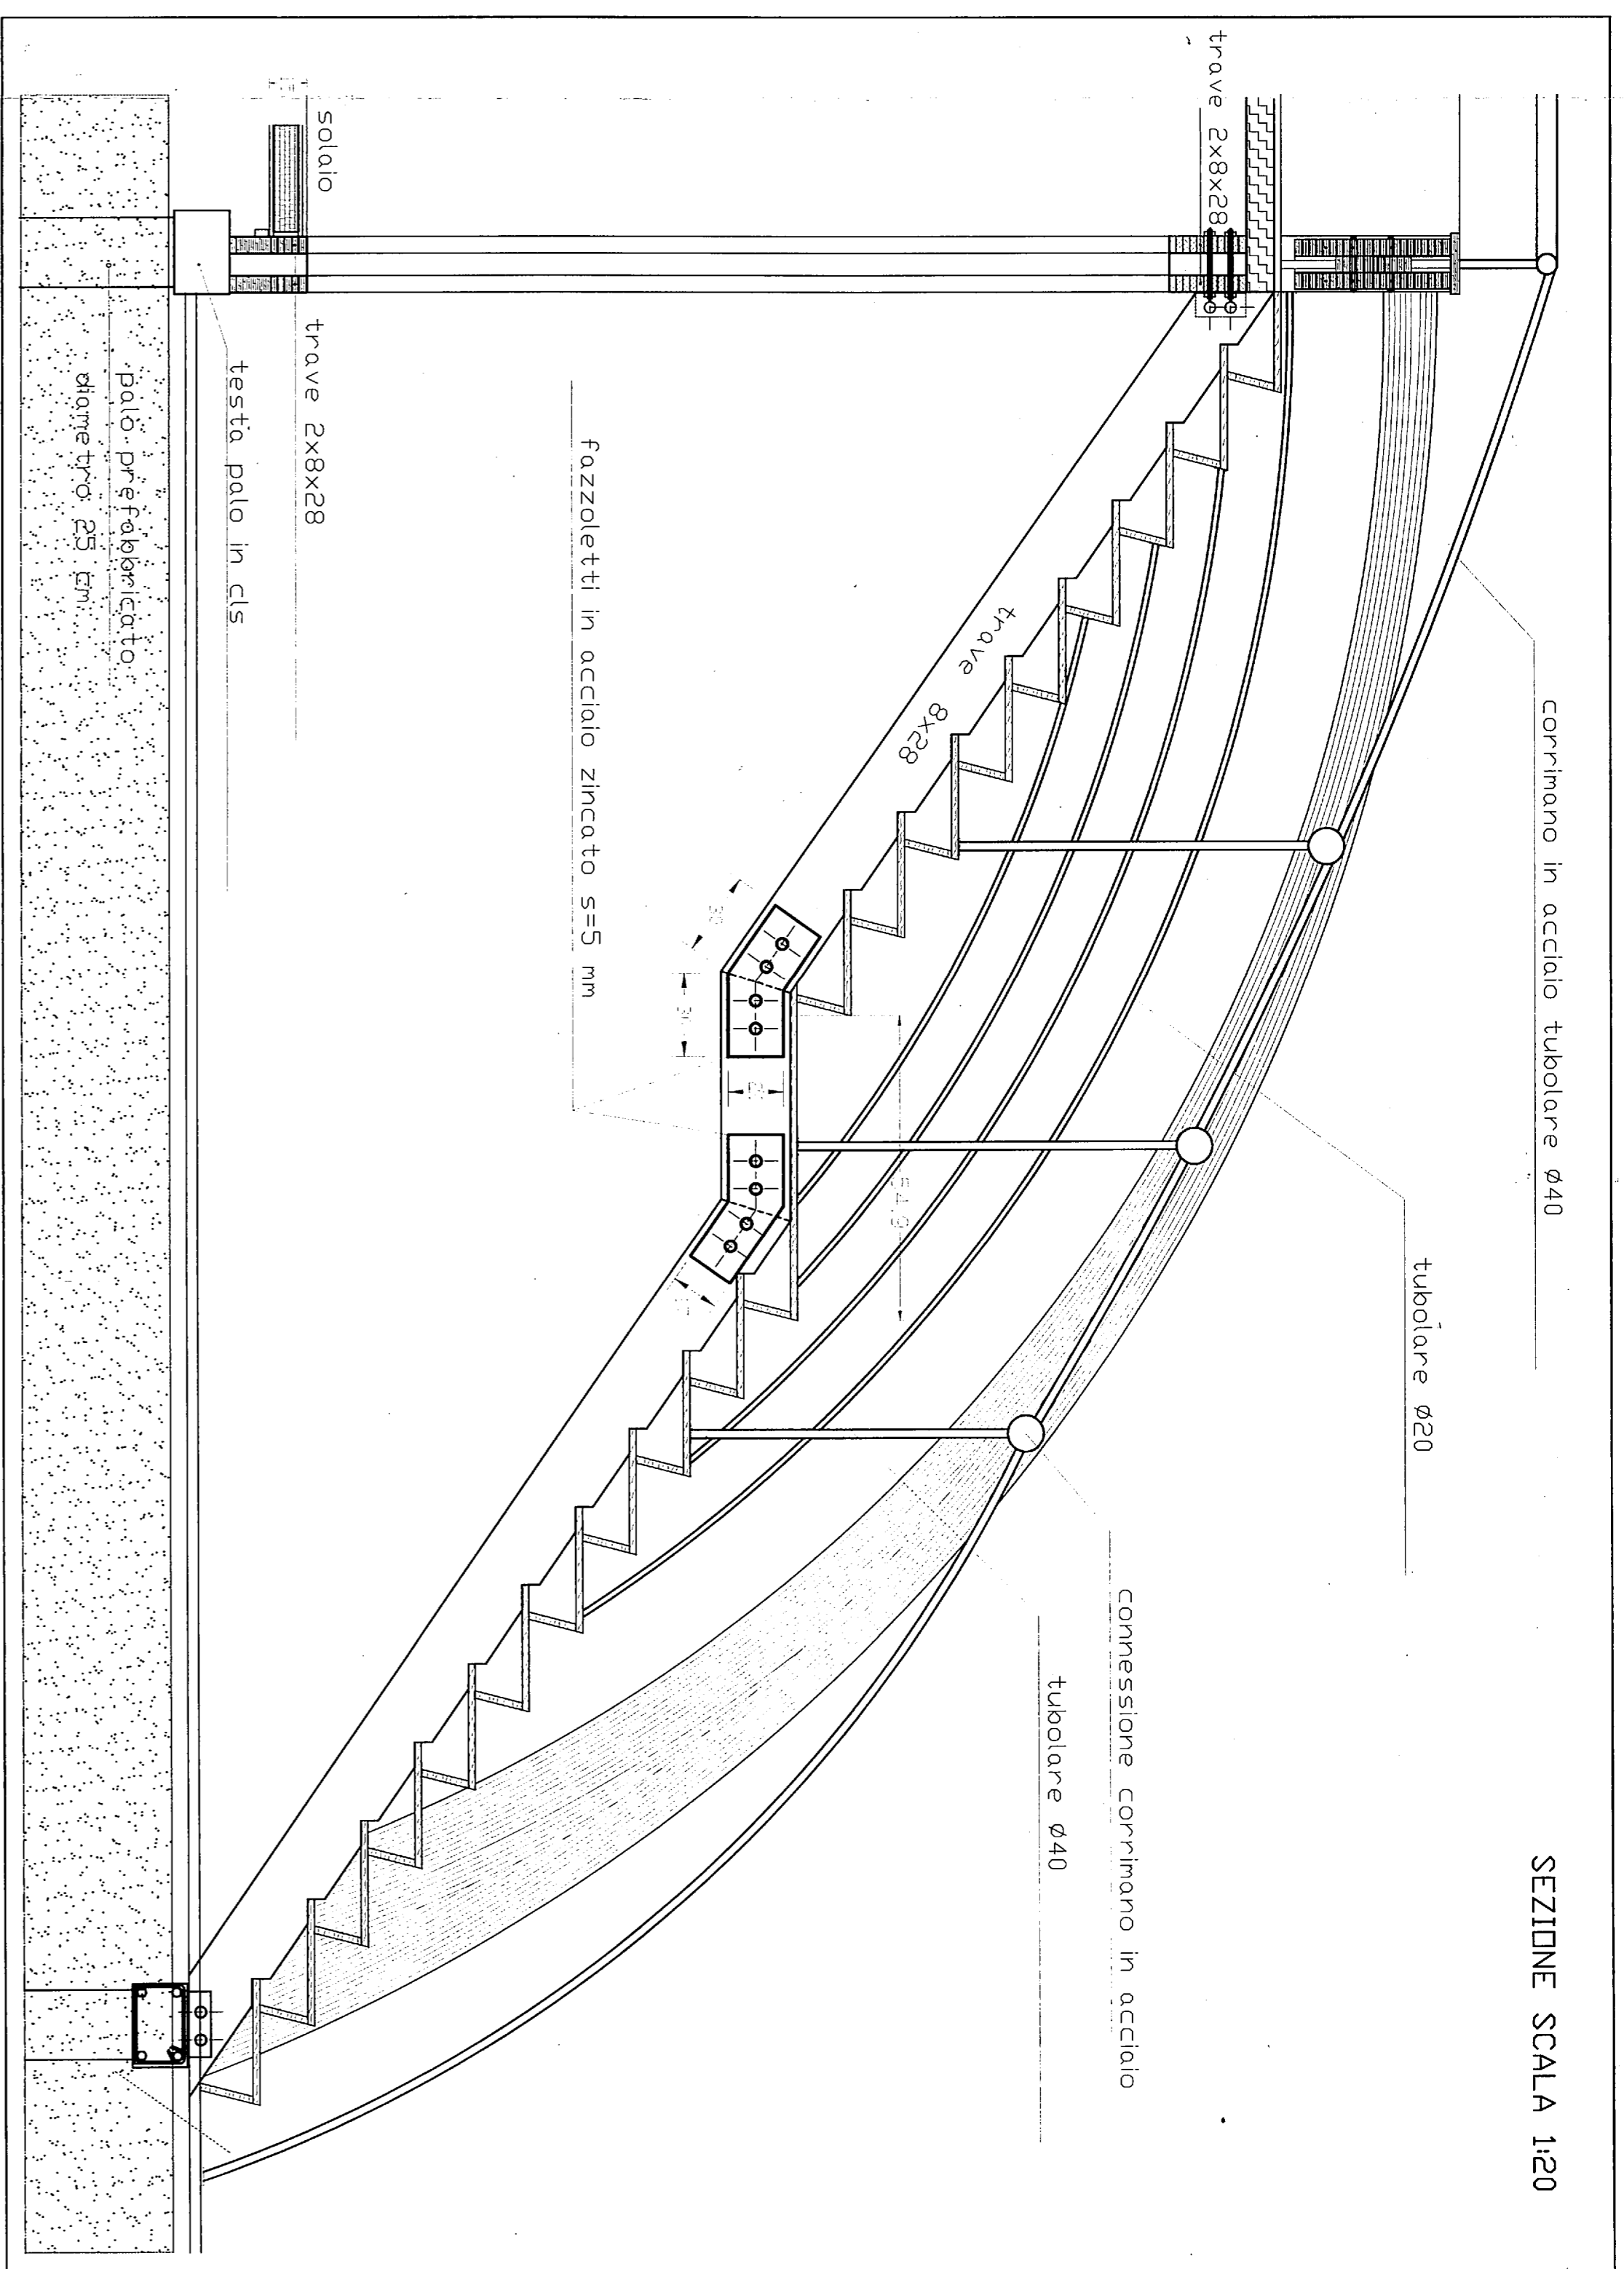 SEZIONE SCALA 1:20
corrimano in acciaio tubolare Ø40
tubolare Ø20
connessione corrimano in acciaio
tubolare Ø40
trave 2x8x28
trave 8x28
fazzoletti in acciaio zincato s=5 mm
30
solaio
trave 2x8x28
testa palo in cls
palo prefabbricato
diametro 25 cm